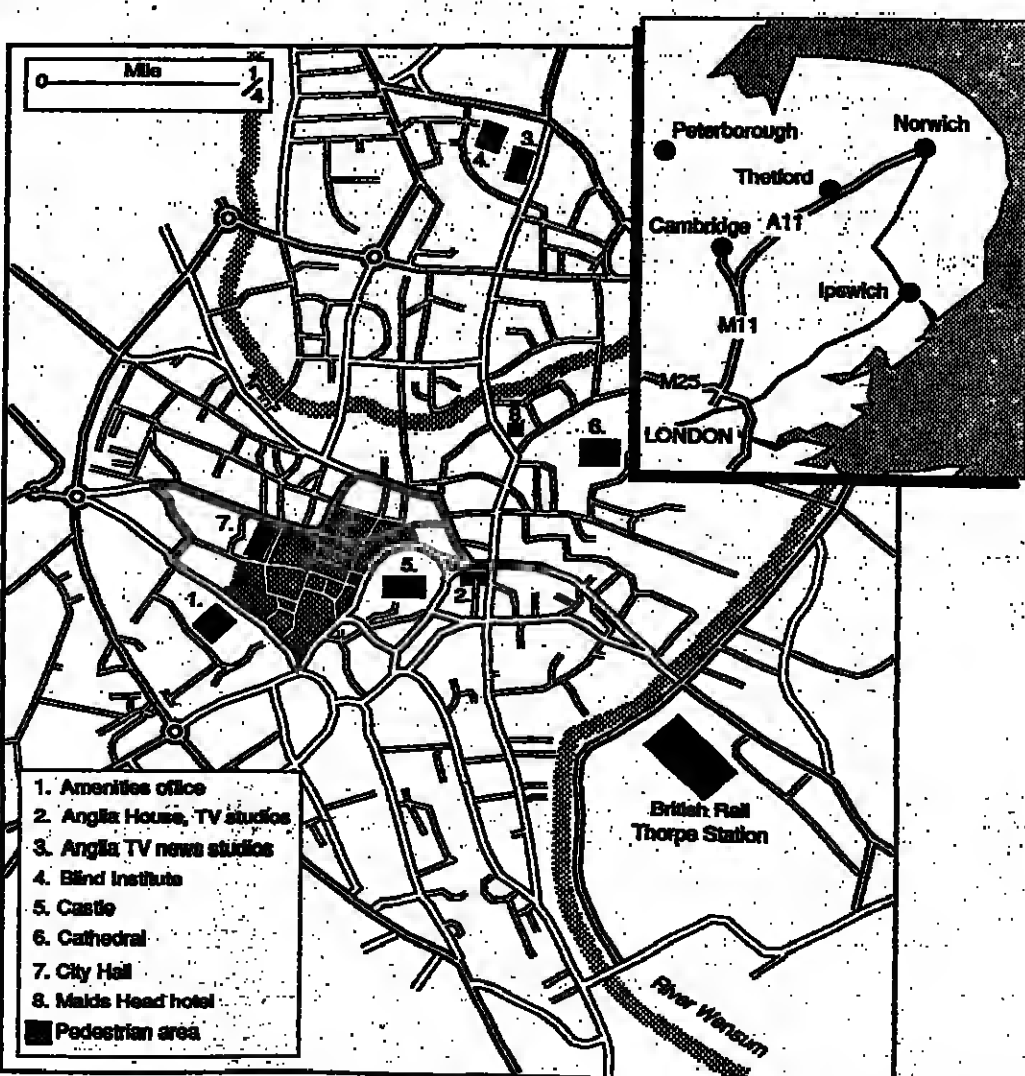 0 Mile 1/4
Peterborough
Norwich
Thetford
Cambridge
A11
Ipswich
M11
M25
LONDON
4.
3.
8.
6.
7.
5.
2.
1.
1. Amenities office
2. Anglia House, TV studios
3. Anglia TV news studios
4. Blind Institute
5. Castle
6. Cathedral
7. City Hall
8. Maids Head hotel
Pedestrian area
British Rail
Thorpe Station
River Wensum